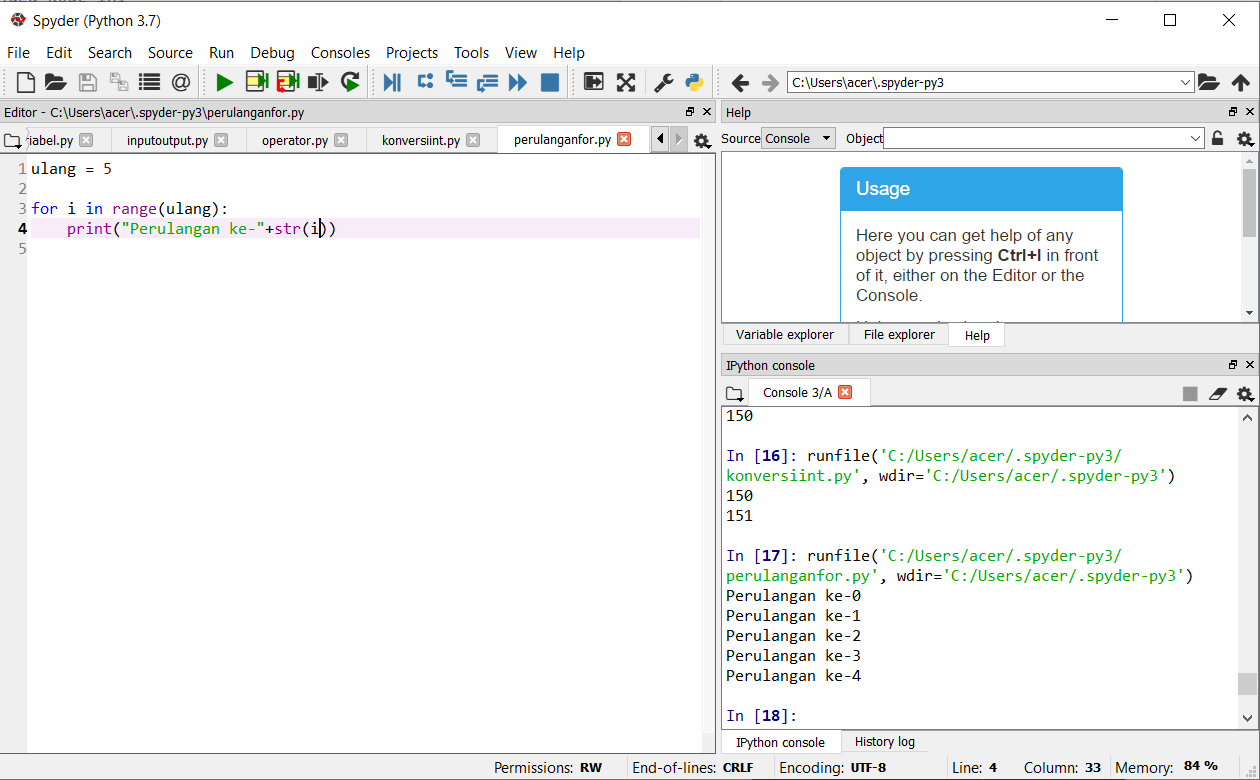 Spyder (Python 3.7)
File Edit Search Source Run Debug Consoles Projects Tools View Help
C:\Users\acer\.spyder-py3
Editor - C:\Users\acer\.spyder-py3\perulanganfor.py
iabel.py inputoutput.py operator.py konversiint.py perulanganfor.py
1 ulang = 5
2
3 for i in range(ulang):
4     print("Perulangan ke-"+str(i))
5
Help
Source Console Object
Usage
Here you can get help of any
object by pressing Ctrl+I in front
of it, either on the Editor or the
Console.
Variable explorer File explorer Help
IPython console
Console 3/A
150
In [16]: runfile('C:/Users/acer/.spyder-py3/
konversiint.py', wdir='C:/Users/acer/.spyder-py3')
150
151
In [17]: runfile('C:/Users/acer/.spyder-py3/
perulanganfor.py', wdir='C:/Users/acer/.spyder-py3')
Perulangan ke-0
Perulangan ke-1
Perulangan ke-2
Perulangan ke-3
Perulangan ke-4
In [18]:
IPython console History log
Permissions: RW End-of-lines: CRLF Encoding: UTF-8 Line: 4 Column: 33 Memory: 84 %